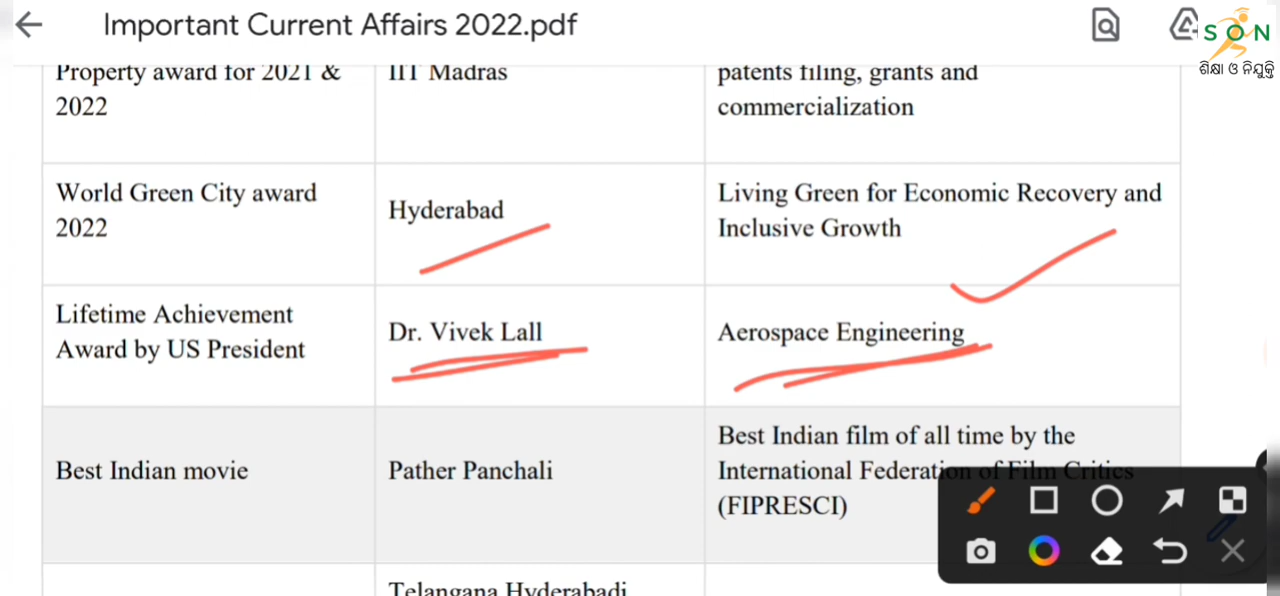 Important Current Affairs 2022.pdf
SON
ଶିକ୍ଷା ଓ ନିଯୁକ୍ତି
Property award for 2021 &
2022
IIT Madras
patents filing, grants and
commercialization
World Green City award
2022
Hyderabad
Living Green for Economic Recovery and
Inclusive Growth
Lifetime Achievement
Award by US President
Dr. Vivek Lall
Aerospace Engineering
Best Indian movie
Pather Panchali
Best Indian film of all time by the
International Federation of Film Critics
(FIPRESCI)
Telangana Hyderabadi